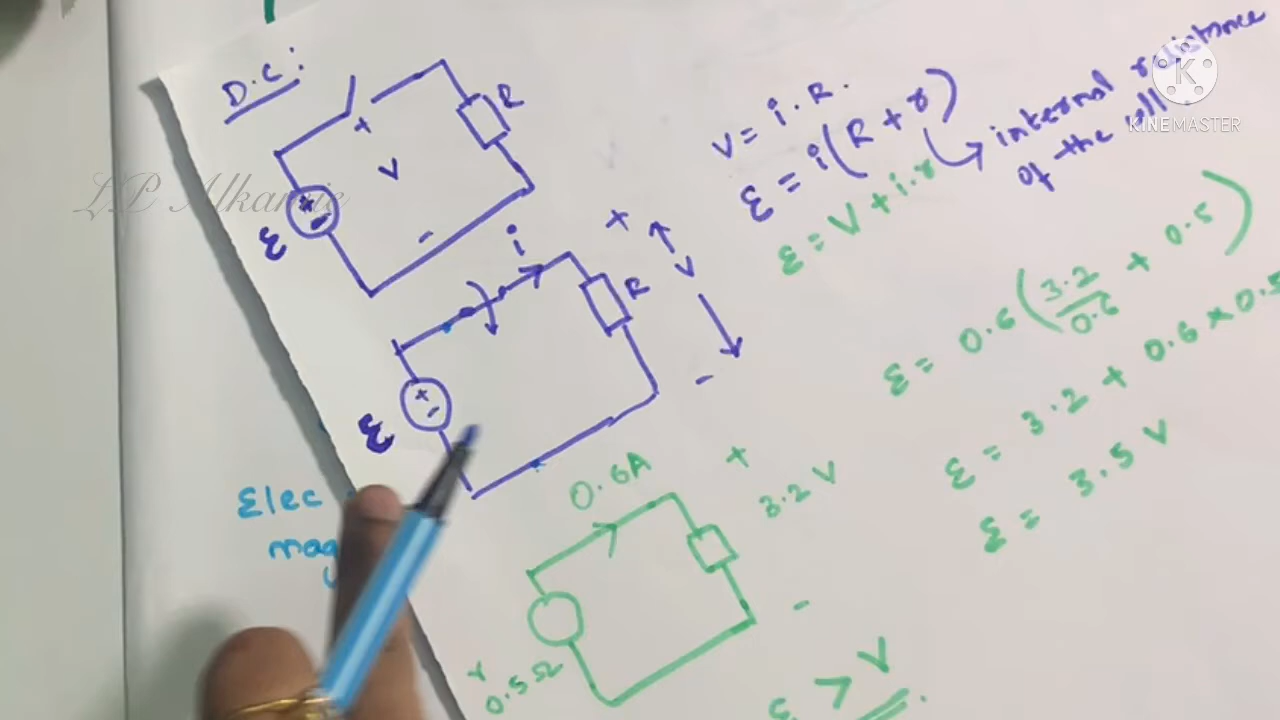 D.C:
R
+
V
-
+
-
ε
V = i.R.
ε = i(R + r)
internal resistance
of the cell
ε = V + i.r
i
R
+
V
-
+
-
ε
ε = 0.6(3.2/0.6 + 0.5)
ε = 3.2 + 0.6 × 0.5
ε = 3.5 V
Elec
mag
0.6A
+
3.2 V
-
r
0.5Ω
ε > V.
K
KINEMASTER